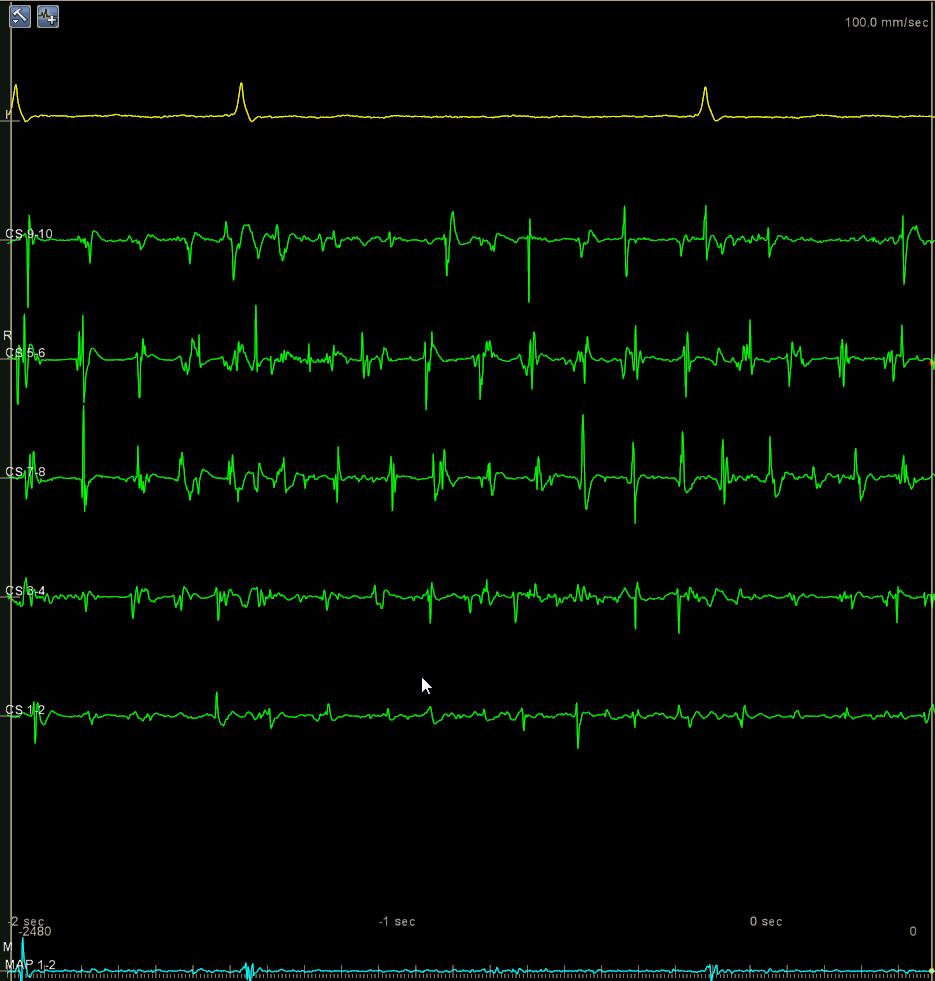 100.0 mm/sec
CS 9-10
R
CS 5-6
CS 7-8
CS 3-4
CS 1-2
-2 sec
-1 sec
0 sec
-2480
0
M
MAP 1-2